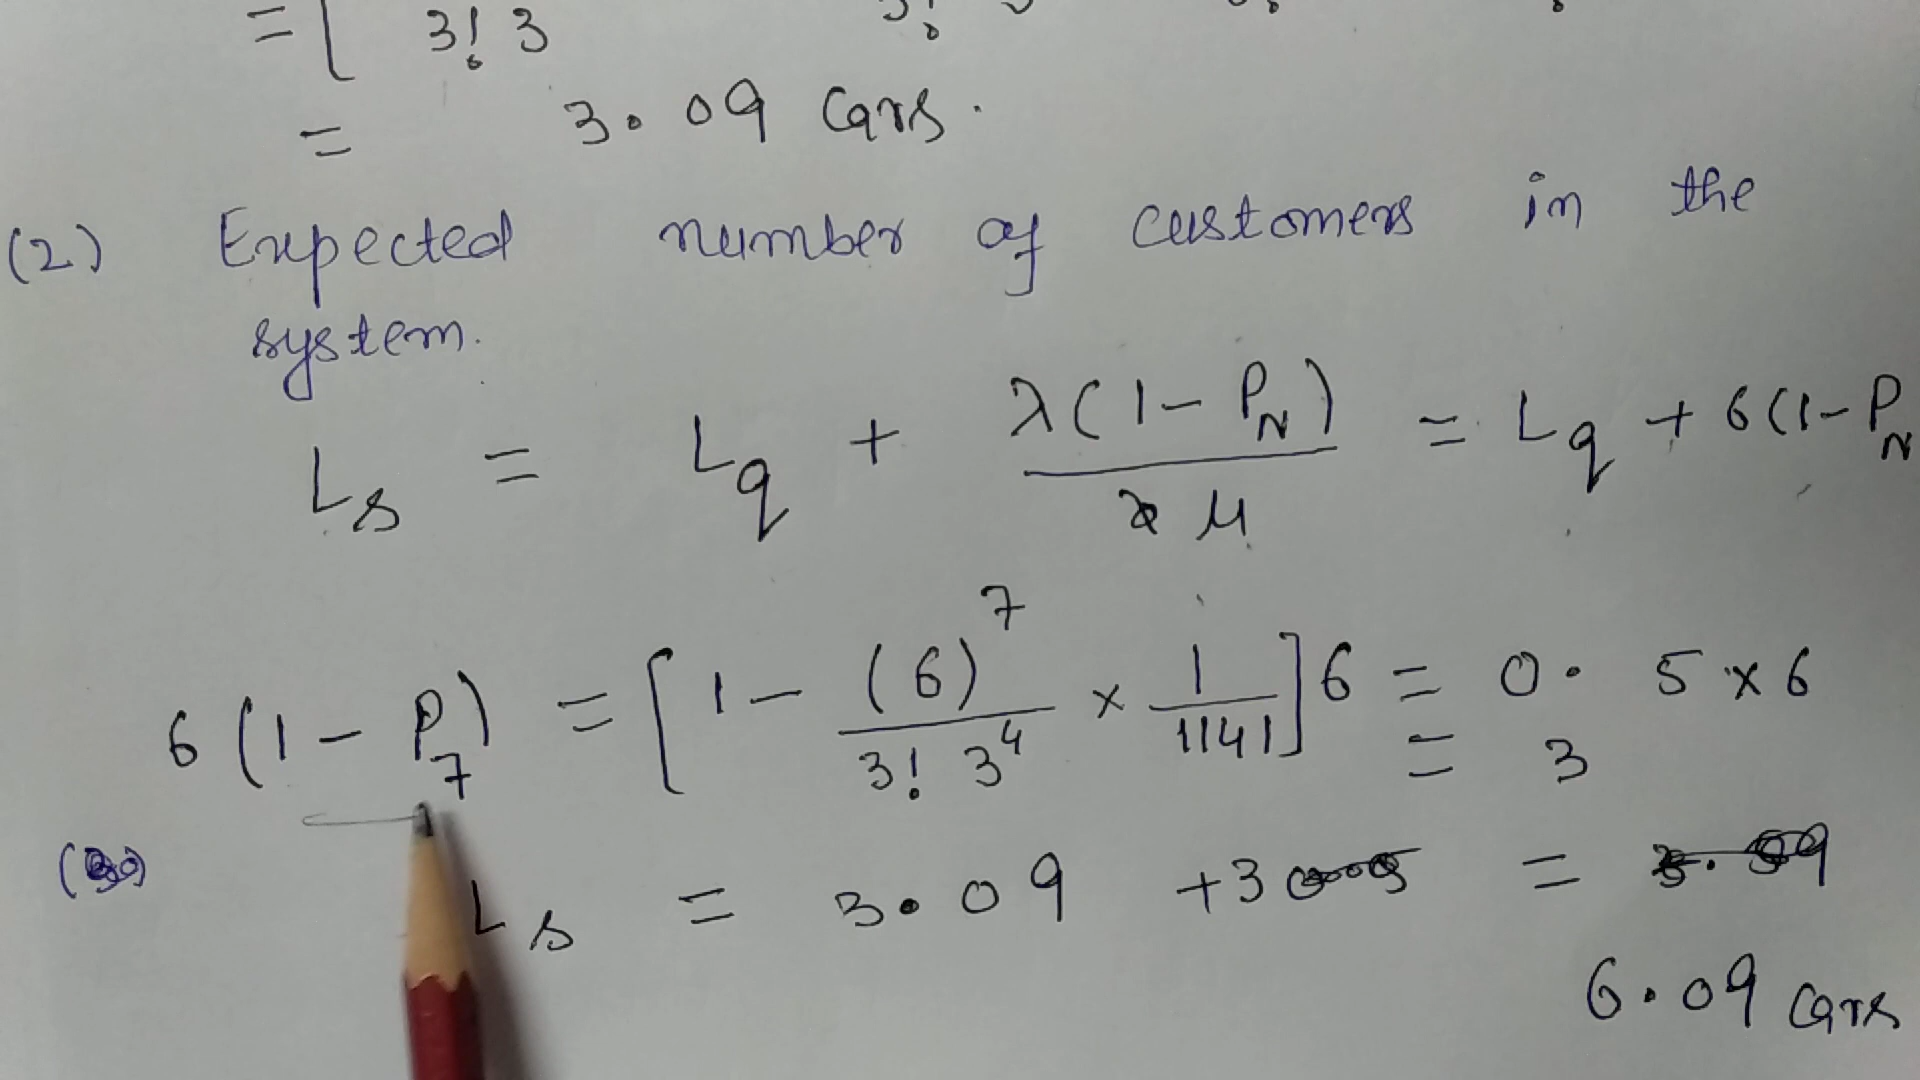 = [ 3! 3
= 3.09 cars.
(2) Expected number of customers in the
system.
Ls = Lq + λ(1 - PN) / μ = Lq + 6(1-PN
6 (1 - P7) = [1 - (6)^7 / 3! 3^4 × 1/1141] 6 = 0.5 × 6
= 3
Ls = 3.09 + 3 =
6.09 cars